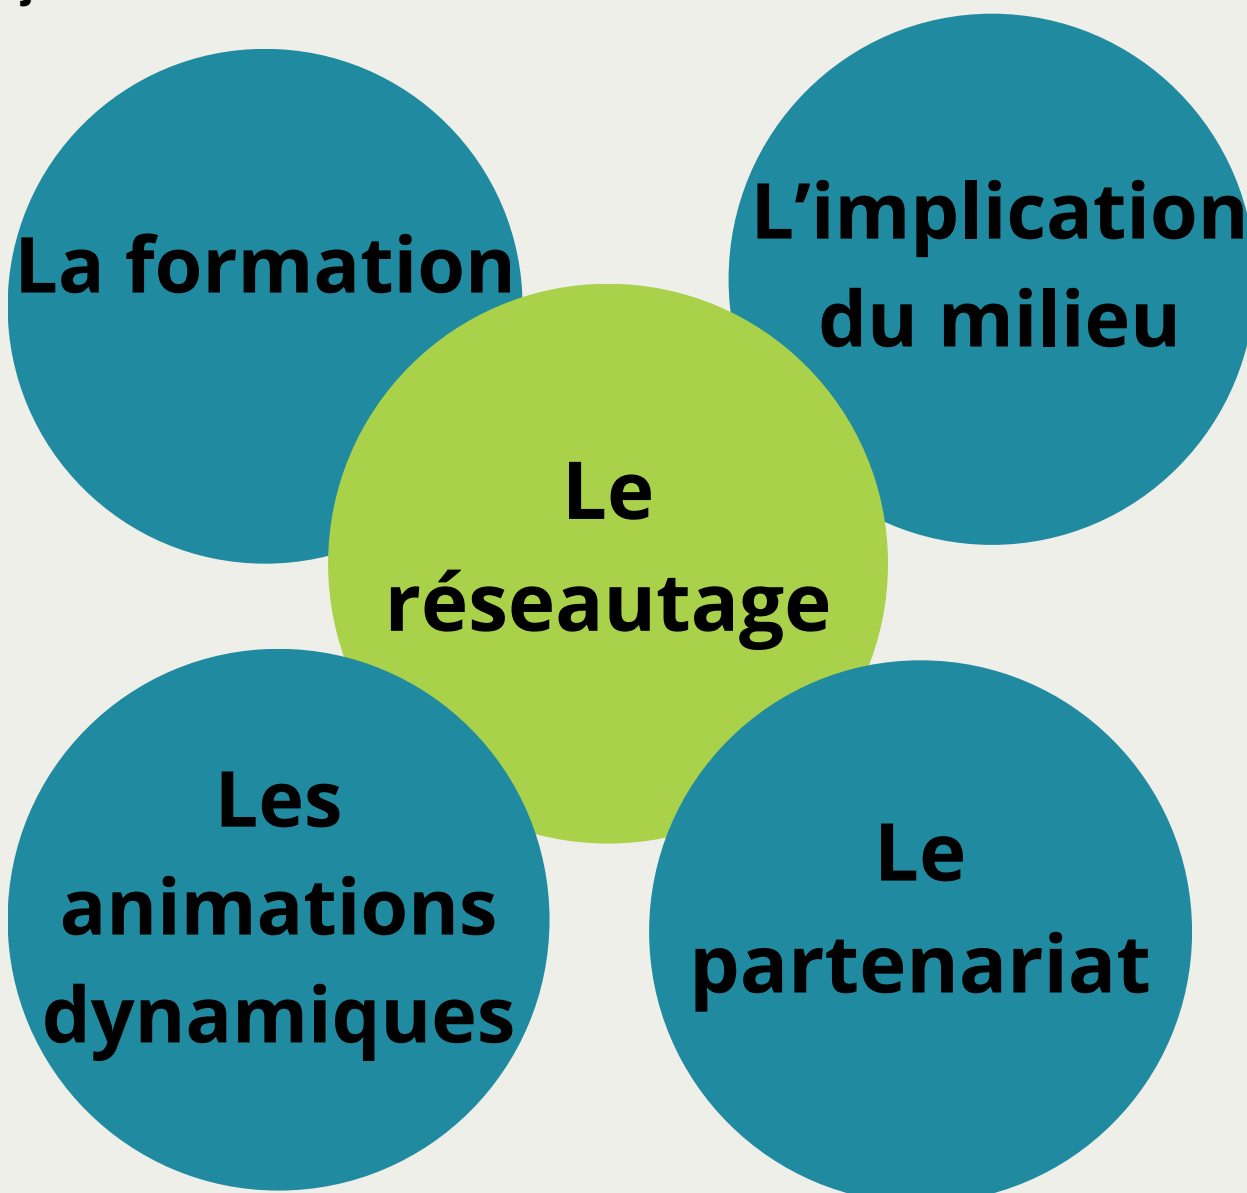 La formation
L’implication
du milieu
Le
réseautage
Les
animations
dynamiques
Le
partenariat